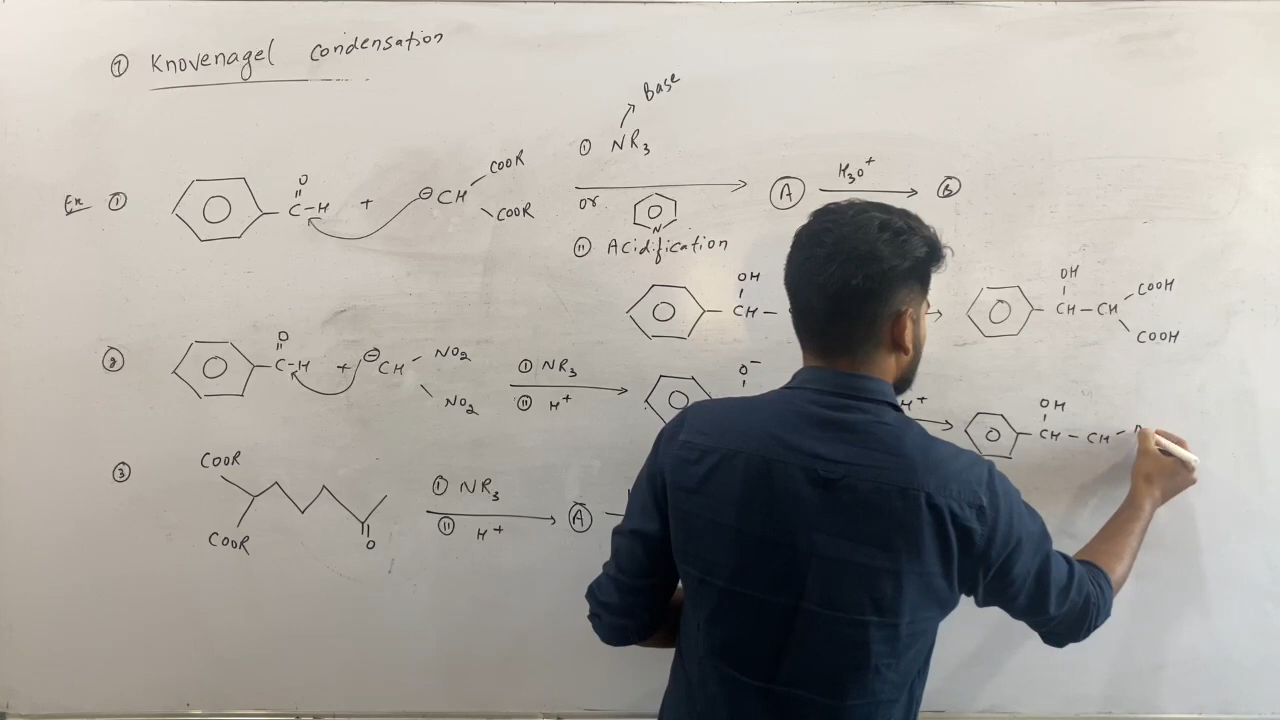 ① Knovenagel condensation
Base
① NR₃
Ex ① O
C-H + ⊖CH COOR
COOR
or N
⑪ Acidification
Ⓐ H₃O⁺ Ⓑ
OH
CH —
OH
CH — CH COOH
COOH
② O
C-H + ⊖CH NO₂
NO₂
① NR₃
⑪ H⁺
O⁻
H⁺
OH
CH — CH —
③ COOR
COOR
O
① NR₃
⑪ H⁺
Ⓐ